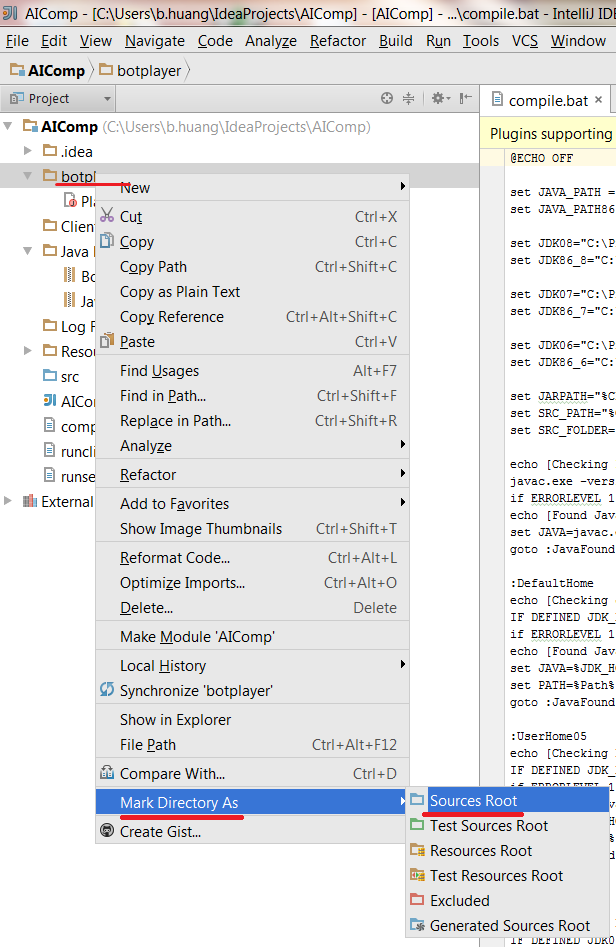 AIComp - [C:\Users\b.huang\IdeaProjects\AIComp] - [AIComp] - ...\compile.bat - IntelliJ IDE
File Edit View Navigate Code Analyze Refactor Build Run Tools VCS Window
AIComp botplayer
Project
compile.bat
AIComp (C:\Users\b.huang\IdeaProjects\AIComp)
Plugins supporting
.idea
@ECHO OFF
botpl
New
set JAVA_PATH =
Pl
set JAVA_PATH86
Cut Ctrl+X
Client
Copy Ctrl+C
set JDK08="C:\P
Java
set JDK86_8="C:
Copy Path Ctrl+Shift+C
Bo
Copy as Plain Text
set JDK07="C:\P
Ja
set JDK86_7="C:
Copy Reference Ctrl+Alt+Shift+C
Log F
Paste Ctrl+V
set JDK06="C:\P
Resou
set JDK86_6="C:
Find Usages Alt+F7
src
Find in Path... Ctrl+Shift+F
set JARPATH="%C
AICom
set SRC_PATH="%
Replace in Path... Ctrl+Shift+R
comp
set SRC_FOLDER=
Analyze
runcli
echo [Checking
Refactor
runse
javac.exe -vers
if ERRORLEVEL 1
Add to Favorites
External
echo [Found Jav
Show Image Thumbnails Ctrl+Shift+T
set JAVA=javac.
goto :JavaFound
Reformat Code... Ctrl+Alt+L
Optimize Imports... Ctrl+Alt+O
:DefaultHome
Delete... Delete
echo [Checking
IF DEFINED JDK_
Make Module 'AIComp'
if ERRORLEVEL 1
echo [Found Jav
Local History
set JAVA=%JDK_H
Synchronize 'botplayer'
set PATH=%Path%
goto :JavaFound
Show in Explorer
:UserHome05
File Path Ctrl+Alt+F12
echo [Checking
Compare With... Ctrl+D
IF DEFINED JDK_
if ERRORLEVEL 1
Mark Directory As
Sources Root
Create Gist...
Test Sources Root
Resources Root
Test Resources Root
Excluded
Generated Sources Root
IF DEFINED JDK0